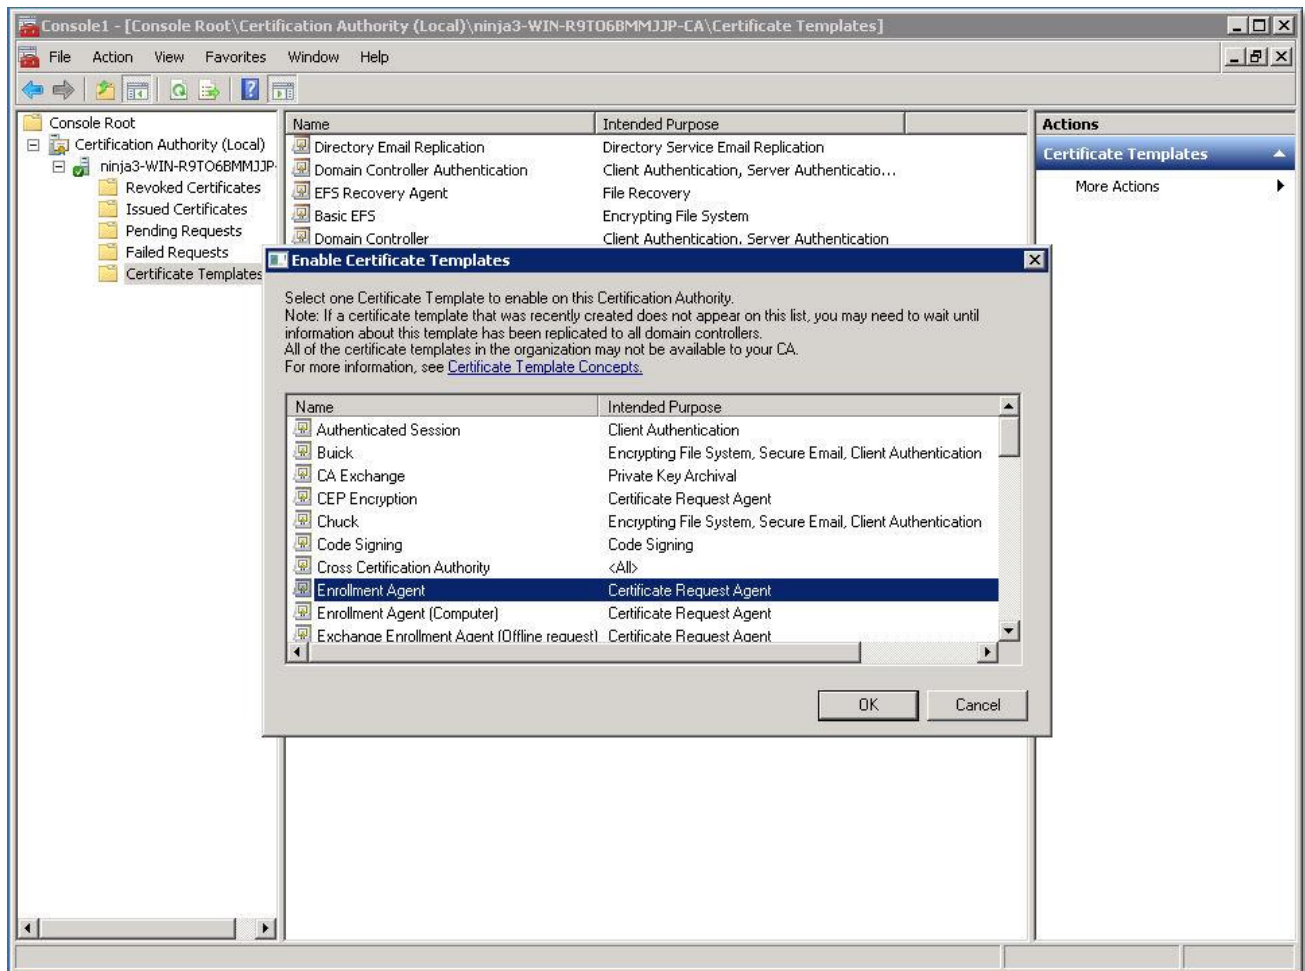 Console1 - [Console Root\Certification Authority (Local)\ninja3-WIN-R9TO6BMMJJP-CA\Certificate Templates]
File Action View Favorites Window Help
Console Root
Certification Authority (Local)
ninja3-WIN-R9TO6BMMJJP-
Revoked Certificates
Issued Certificates
Pending Requests
Failed Requests
Certificate Templates
Name Intended Purpose
Directory Email Replication Directory Service Email Replication
Domain Controller Authentication Client Authentication, Server Authenticatio...
EFS Recovery Agent File Recovery
Basic EFS Encrypting File System
Domain Controller Client Authentication, Server Authentication
Actions
Certificate Templates
More Actions
Enable Certificate Templates
Select one Certificate Template to enable on this Certification Authority.
Note: If a certificate template that was recently created does not appear on this list, you may need to wait until
information about this template has been replicated to all domain controllers.
All of the certificate templates in the organization may not be available to your CA.
For more information, see Certificate Template Concepts.
Name Intended Purpose
Authenticated Session Client Authentication
Buick Encrypting File System, Secure Email, Client Authentication
CA Exchange Private Key Archival
CEP Encryption Certificate Request Agent
Chuck Encrypting File System, Secure Email, Client Authentication
Code Signing Code Signing
Cross Certification Authority <All>
Enrollment Agent Certificate Request Agent
Enrollment Agent (Computer) Certificate Request Agent
Exchange Enrollment Agent (Offline request) Certificate Request Agent
OK Cancel